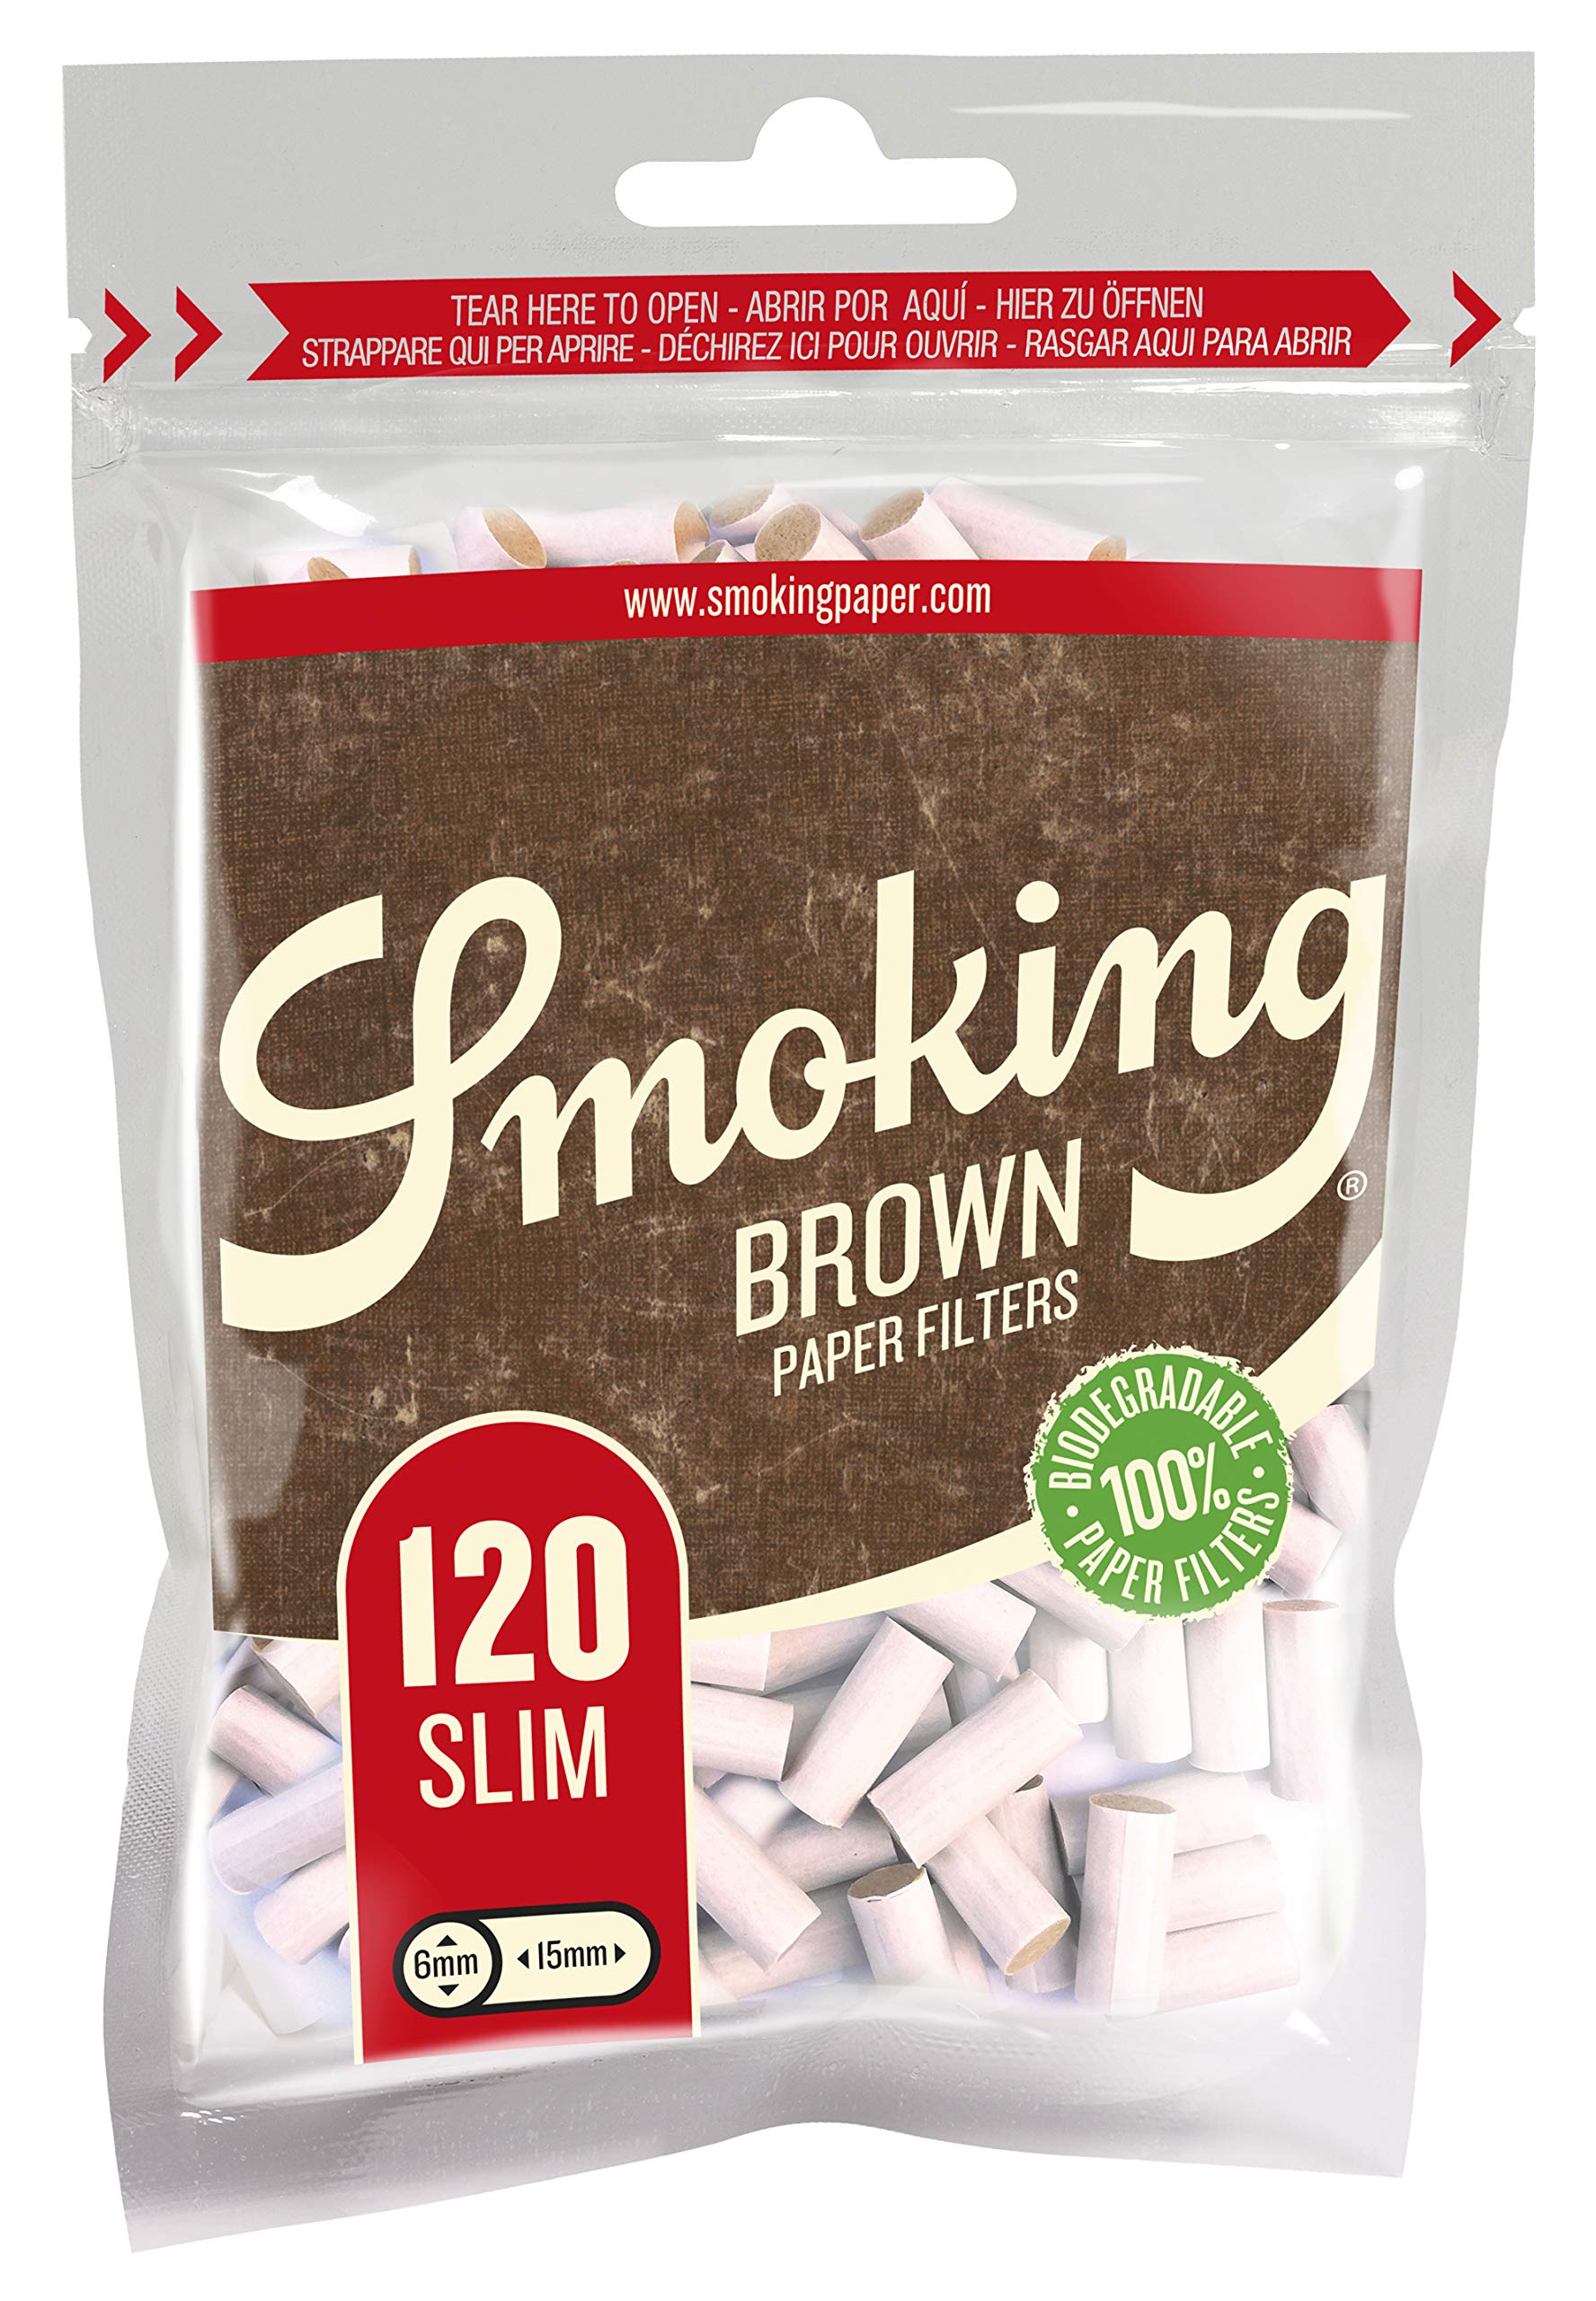 TEAR HERE TO OPEN - ABRIR POR AQUÍ - HIER ZU ÖFFNEN
STRAPPARE QUI PER APRIRE - DÉCHIREZ ICI POUR OUVRIR - RASGAR AQUI PARA ABRIR
www.smokingpaper.com
Smoking
®
BROWN
PAPER FILTERS
• BIODEGRADABLE •
100%
PAPER FILTERS
120
SLIM
6mm 15mm